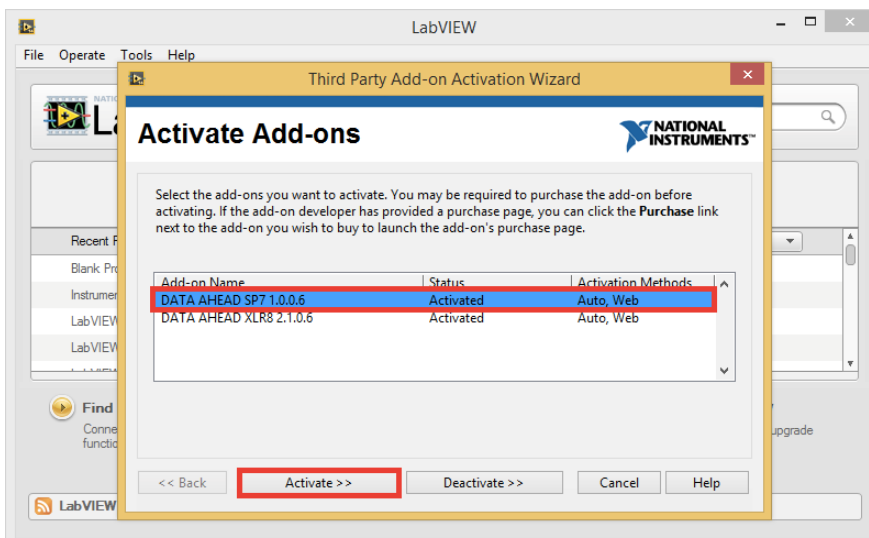 LabVIEW
File Operate Tools Help
Third Party Add-on Activation Wizard
NATIO
L
Activate Add-ons
NATIONAL
INSTRUMENTS™
Select the add-ons you want to activate. You may be required to purchase the add-on before
activating. If the add-on developer has provided a purchase page, you can click the Purchase link
next to the add-on you wish to buy to launch the add-on's purchase page.
Recent
Blank Pro
Instrumen
LabVIEW
LabVIEW
Add-on Name Status Activation Methods
DATA AHEAD SP7 1.0.0.6 Activated Auto, Web
DATA AHEAD XLR8 2.1.0.6 Activated Auto, Web
Find
Conne
functio
upgrade
<< Back Activate >> Deactivate >> Cancel Help
LabVIEW